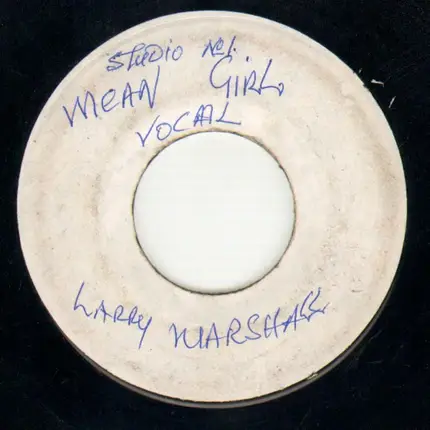 STUDIO No1.
MEAN GIRL
VOCAL
LARRY MARSHALL